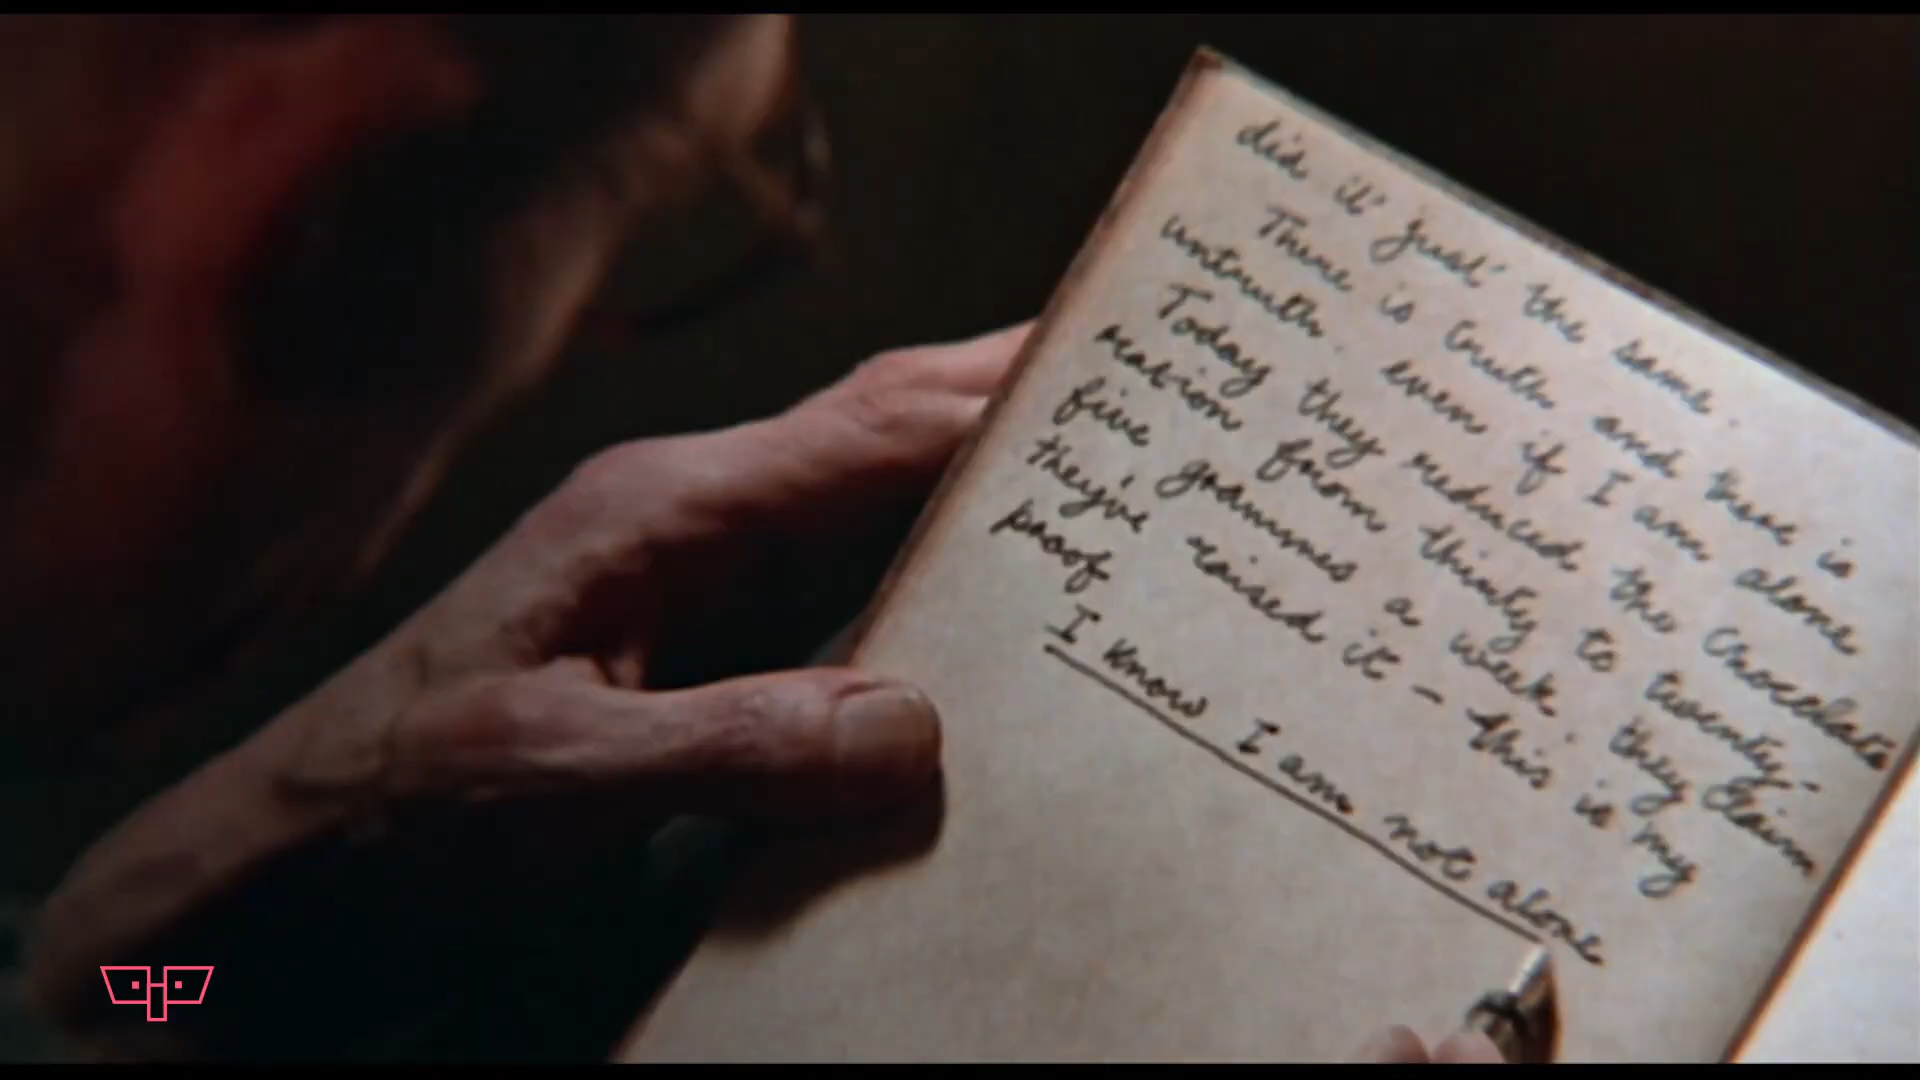 did it just the same.
There is truth and there is
untruth. even if I am alone
Today they reduced the Chocolate
ration from thirty to twenty-
five grammes a week. they claim
they've raised it - this is my
proof
I know I am not alone